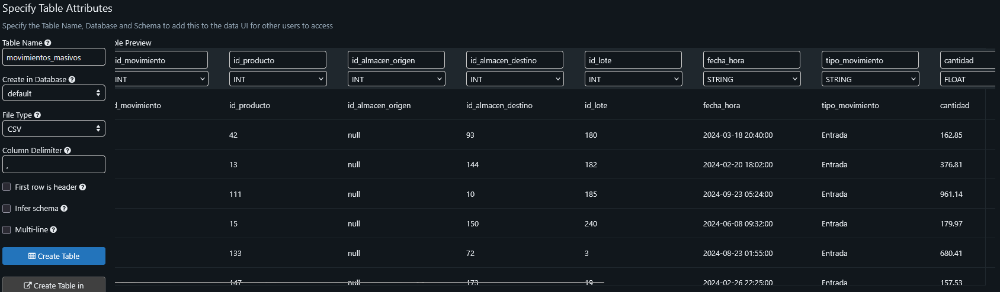 Specify Table Attributes
Specify the Table Name, Database and Schema to add this to the data UI for other users to access
Table Name
movimientos_masivos
Create in Database
default
File Type
CSV
Column Delimiter
,
First row is header
Infer schema
Multi-line
Create Table
Create Table in
ble Preview
id_movimiento id_producto id_almacen_origen id_almacen_destino id_lote fecha_hora tipo_movimiento cantidad
INT INT INT INT INT STRING STRING FLOAT
d_movimiento id_producto id_almacen_origen id_almacen_destino id_lote fecha_hora tipo_movimiento cantidad
42 null 93 180 2024-03-18 20:40:00 Entrada 162.85
13 null 144 182 2024-02-20 18:02:00 Entrada 376.81
111 null 10 185 2024-09-23 05:24:00 Entrada 961.14
15 null 150 240 2024-06-08 09:32:00 Entrada 179.97
133 null 72 3 2024-08-23 01:55:00 Entrada 680.41
147 null 173 19 2024-02-26 22:25:00 Entrada 157.53